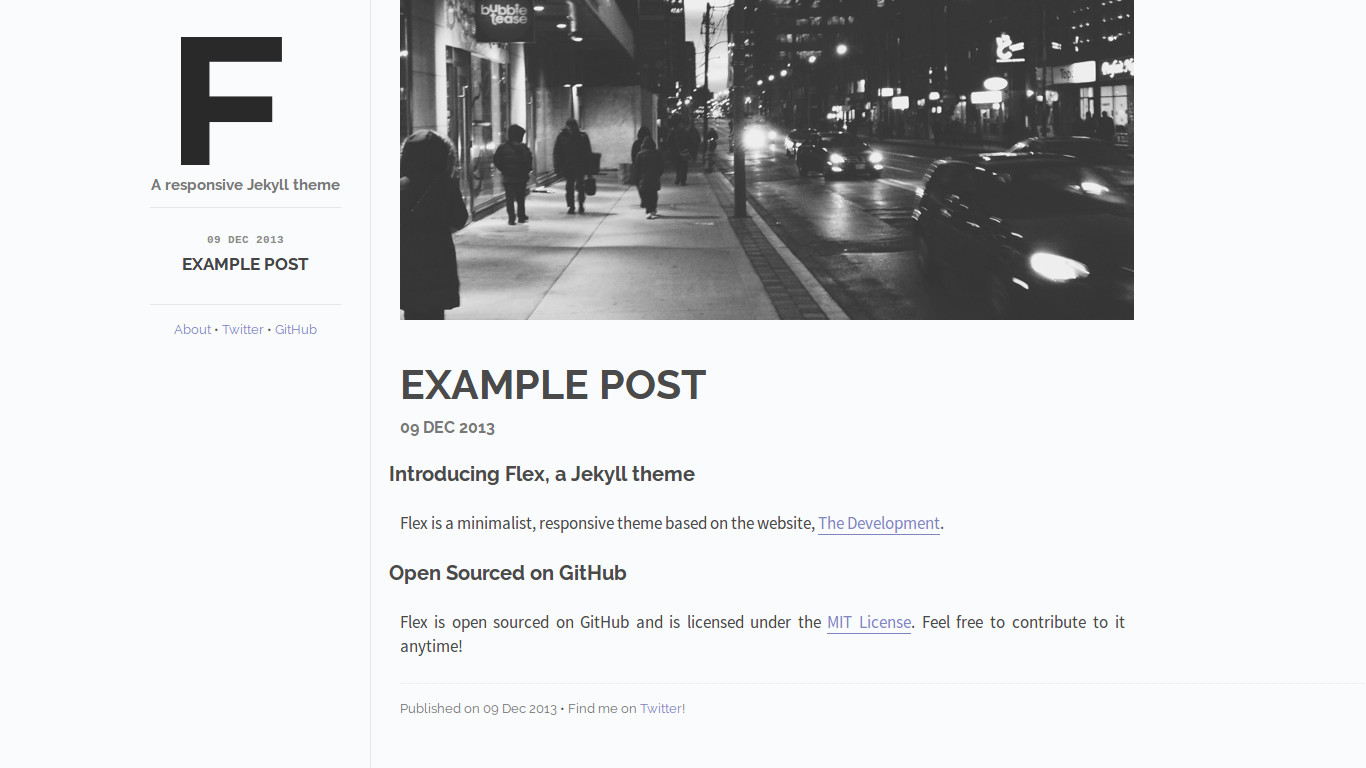 F
A responsive Jekyll theme
09 DEC 2013
EXAMPLE POST
About • Twitter • GitHub
bubble
tease
EXAMPLE POST
09 DEC 2013
Introducing Flex, a Jekyll theme
Flex is a minimalist, responsive theme based on the website, The Development.
Open Sourced on GitHub
Flex is open sourced on GitHub and is licensed under the MIT License. Feel free to contribute to it
anytime!
Published on 09 Dec 2013 • Find me on Twitter!